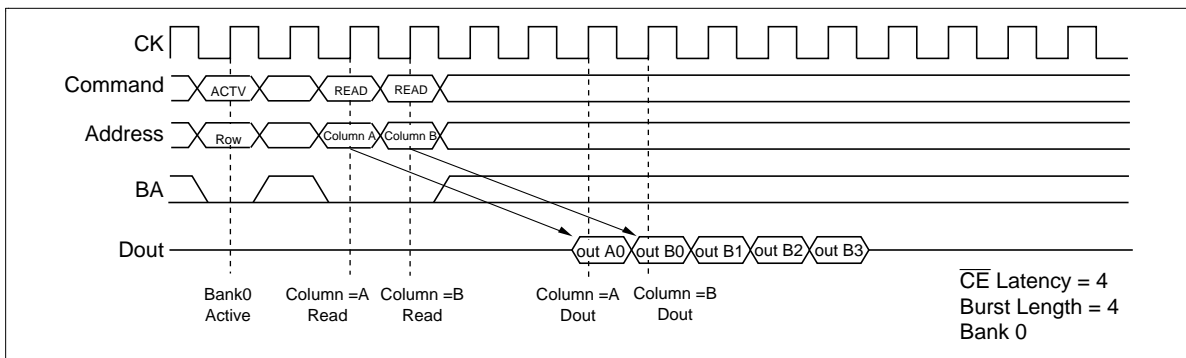 CK
Command
ACTV
READ
READ
Address
Row
Column A
Column B
BA
Dout
out A0
out B0
out B1
out B2
out B3
Bank0
Active
Column =A
Read
Column =B
Read
Column =A
Dout
Column =B
Dout
CE Latency = 4
Burst Length = 4
Bank 0